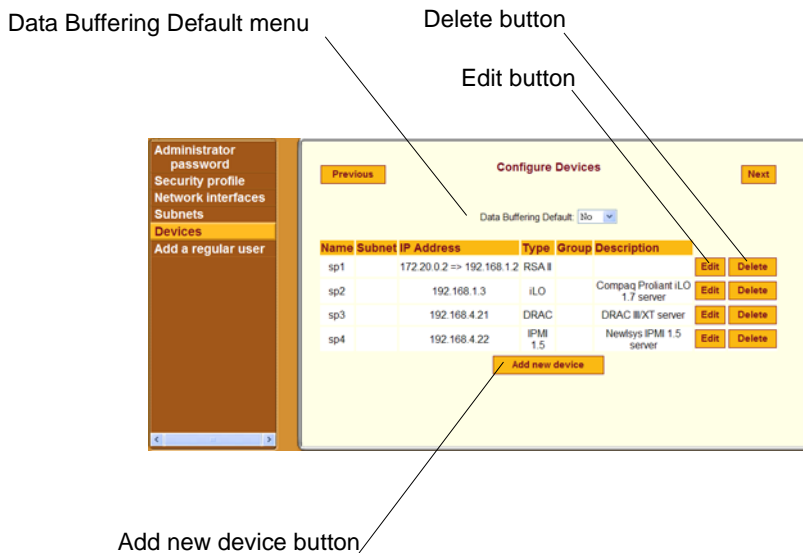 Data Buffering Default menu
Delete button
Edit button
Administrator
password
Security profile
Network interfaces
Subnets
Devices
Add a regular user
Previous
Configure Devices
Next
Data Buffering Default: No
Name Subnet IP Address Type Group Description
sp1 172.20.0.2 => 192.168.1.2 RSA II Edit Delete
sp2 192.168.1.3 iLO Compaq Proliant iLO 1.7 server Edit Delete
sp3 192.168.4.21 DRAC DRAC III/XT server Edit Delete
sp4 192.168.4.22 IPMI 1.5 Newlsys IPMI 1.5 server Edit Delete
Add new device
Add new device button